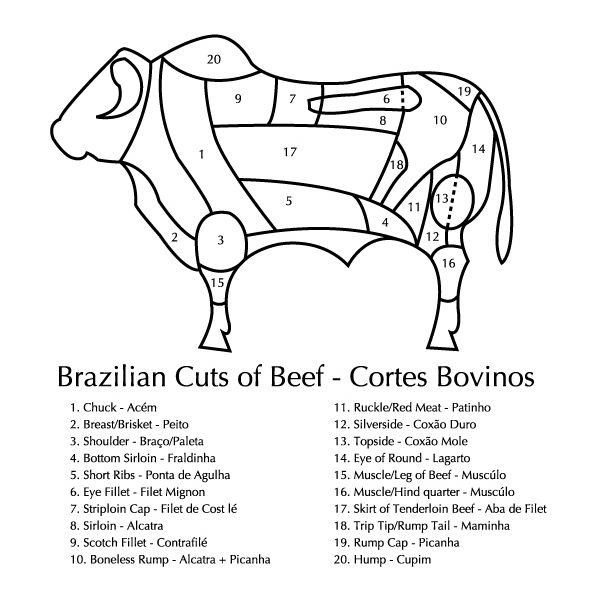 20
19
9
7
6
8
10
14
17
1
18
5
13
11
4
2
3
12
16
15
Brazilian Cuts of Beef - Cortes Bovinos
1. Chuck - Acém
2. Breast/Brisket - Peito
3. Shoulder - Braço/Paleta
4. Bottom Sirloin - Fraldinha
5. Short Ribs - Ponta de Agulha
6. Eye Fillet - Filet Mignon
7. Striploin Cap - Filet de Cost lé
8. Sirloin - Alcatra
9. Scotch Fillet - Contrafilé
10. Boneless Rump - Alcatra + Picanha
11. Ruckle/Red Meat - Patinho
12. Silverside - Coxão Duro
13. Topside - Coxão Mole
14. Eye of Round - Lagarto
15. Muscle/Leg of Beef - Muscúlo
16. Muscle/Hind quarter - Muscúlo
17. Skirt of Tenderloin Beef - Aba de Filet
18. Trip Tip/Rump Tail - Maminha
19. Rump Cap - Picanha
20. Hump - Cupim